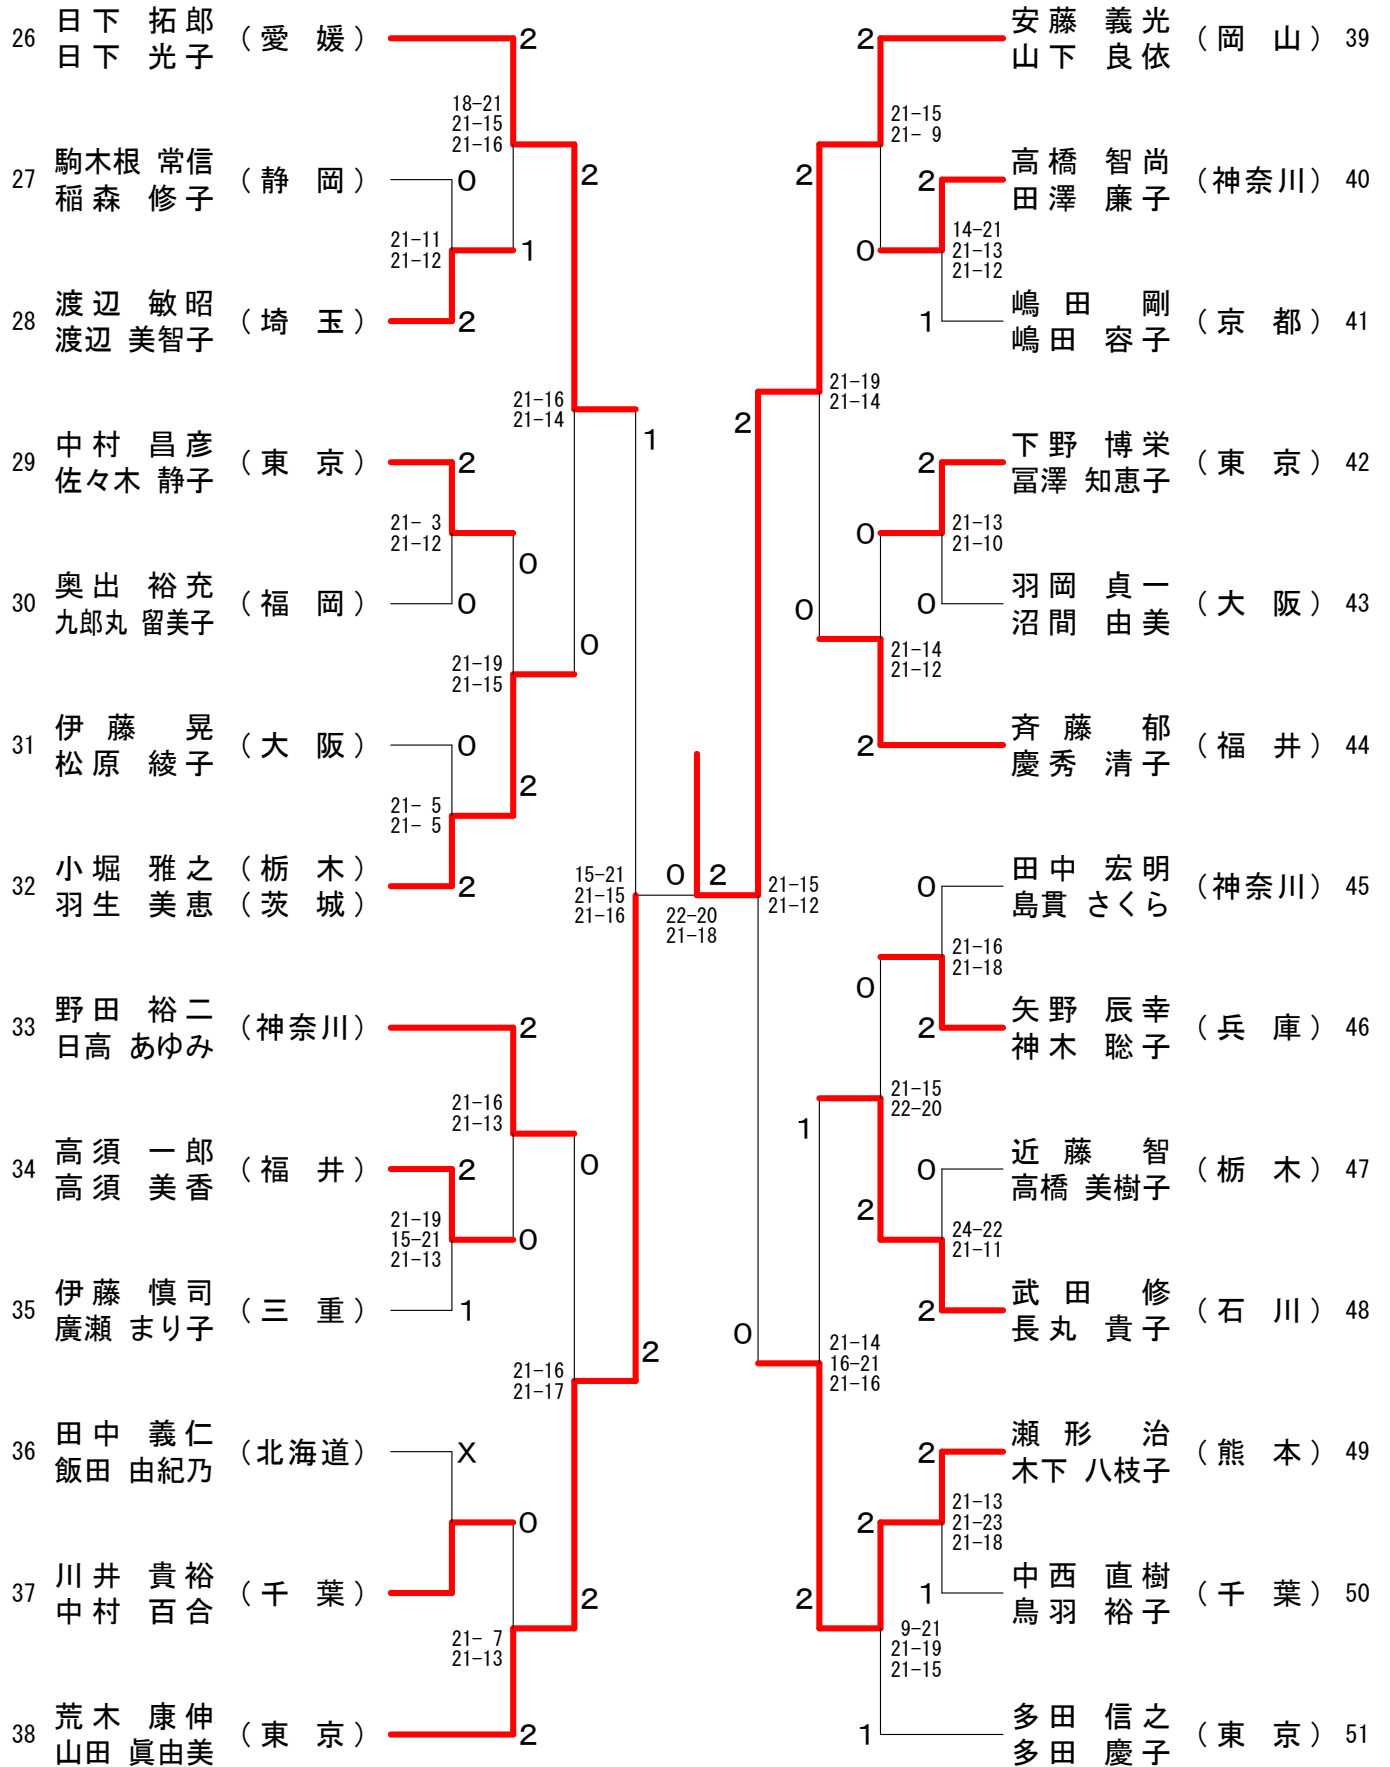 26 日下 拓郎 (愛媛) 2
日下 光子
18-21
21-15
21-16
2
27 駒木根 常信 (静岡) 0
稲森 修子
21-11
21-12
1
28 渡辺 敏昭 (埼玉) 2
渡辺 美智子
21-16
21-14
1
29 中村 昌彦 (東京) 2
佐々木 静子
21- 3
21-12
0
30 奥出 裕充 (福岡) 0
九郎丸 留美子
0
21-19
21-15
31 伊藤 晃 (大阪) 0
松原 綾子
2
21- 5
21- 5
32 小堀 雅之 (栃木) 2
羽生 美恵 (茨城)
15-21
21-15
21-16
0 2
22-20
21-18
33 野田 裕二 (神奈川) 2
日高 あゆみ
21-16
21-13
0
34 高須 一郎 (福井) 2
高須 美香
21-19
15-21
21-13
0
35 伊藤 慎司 (三重) 1
廣瀬 まり子
2
21-16
21-17
36 田中 義仁 (北海道) X
飯田 由紀乃
0
37 川井 貴裕 (千葉)
中村 百合
2
21- 7
21-13
38 荒木 康伸 (東京) 2
山田 眞由美
2 安藤 義光 (岡山) 39
山下 良依
21-15
21- 9
2
2 高橋 智尚 (神奈川) 40
田澤 廉子
14-21
21-13
21-12
0
1 嶋田 剛 (京都) 41
嶋田 容子
21-19
21-14
2
2 下野 博栄 (東京) 42
冨澤 知恵子
21-13
21-10
0
0 羽岡 貞一 (大阪) 43
沼間 由美
0
21-14
21-12
2 斉藤 郁 (福井) 44
慶秀 清子
21-15
21-12
0 田中 宏明 (神奈川) 45
島貫 さくら
21-16
21-18
0
2 矢野 辰幸 (兵庫) 46
神木 聡子
21-15
22-20
1
0 近藤 智 (栃木) 47
高橋 美樹子
2
24-22
21-11
2 武田 修 (石川) 48
長丸 貴子
0
21-14
16-21
21-16
2 瀬形 治 (熊本) 49
木下 八枝子
21-13
21-23
21-18
2
1 中西 直樹 (千葉) 50
鳥羽 裕子
2
9-21
21-19
21-15
1 多田 信之 (東京) 51
多田 慶子